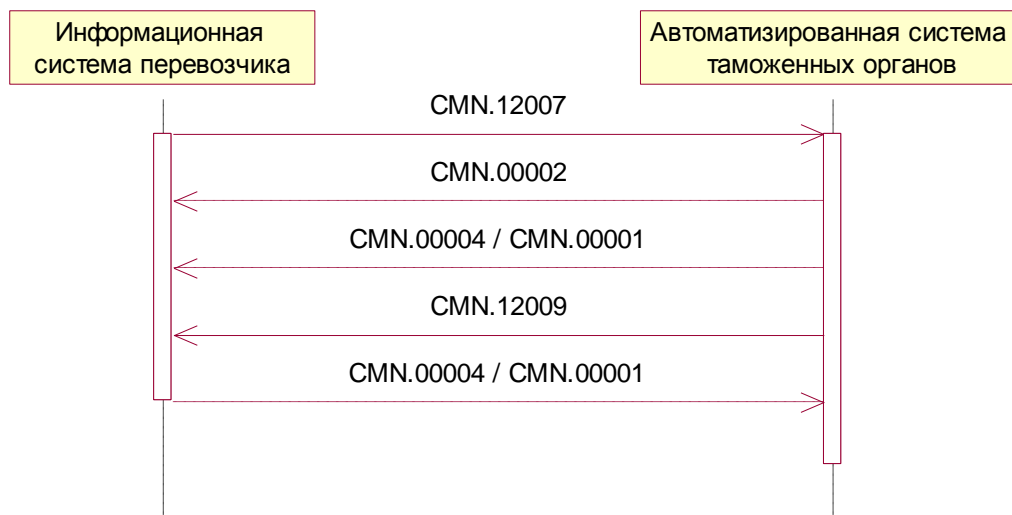 Информационная
система перевозчика
Автоматизированная система
таможенных органов
CMN.12007
CMN.00002
CMN.00004 / CMN.00001
CMN.12009
CMN.00004 / CMN.00001